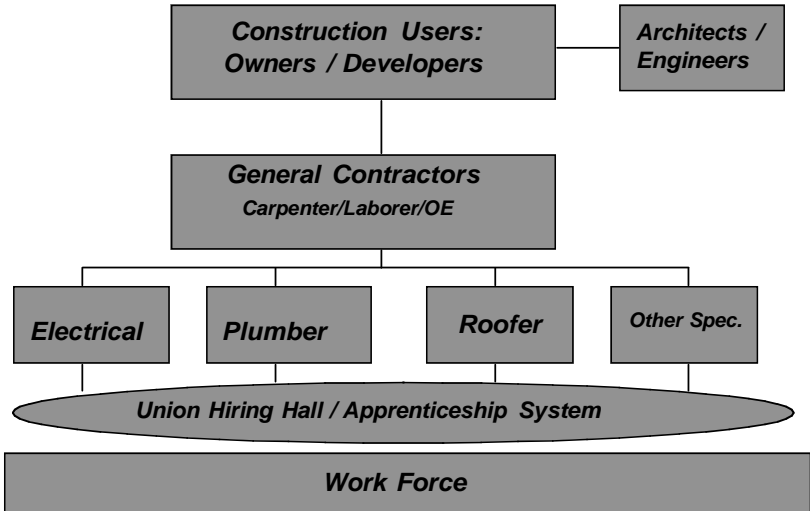 Construction Users:
Owners / Developers
Architects /
Engineers
General Contractors
Carpenter/Laborer/OE
Electrical
Plumber
Roofer
Other Spec.
Union Hiring Hall / Apprenticeship System
Work Force